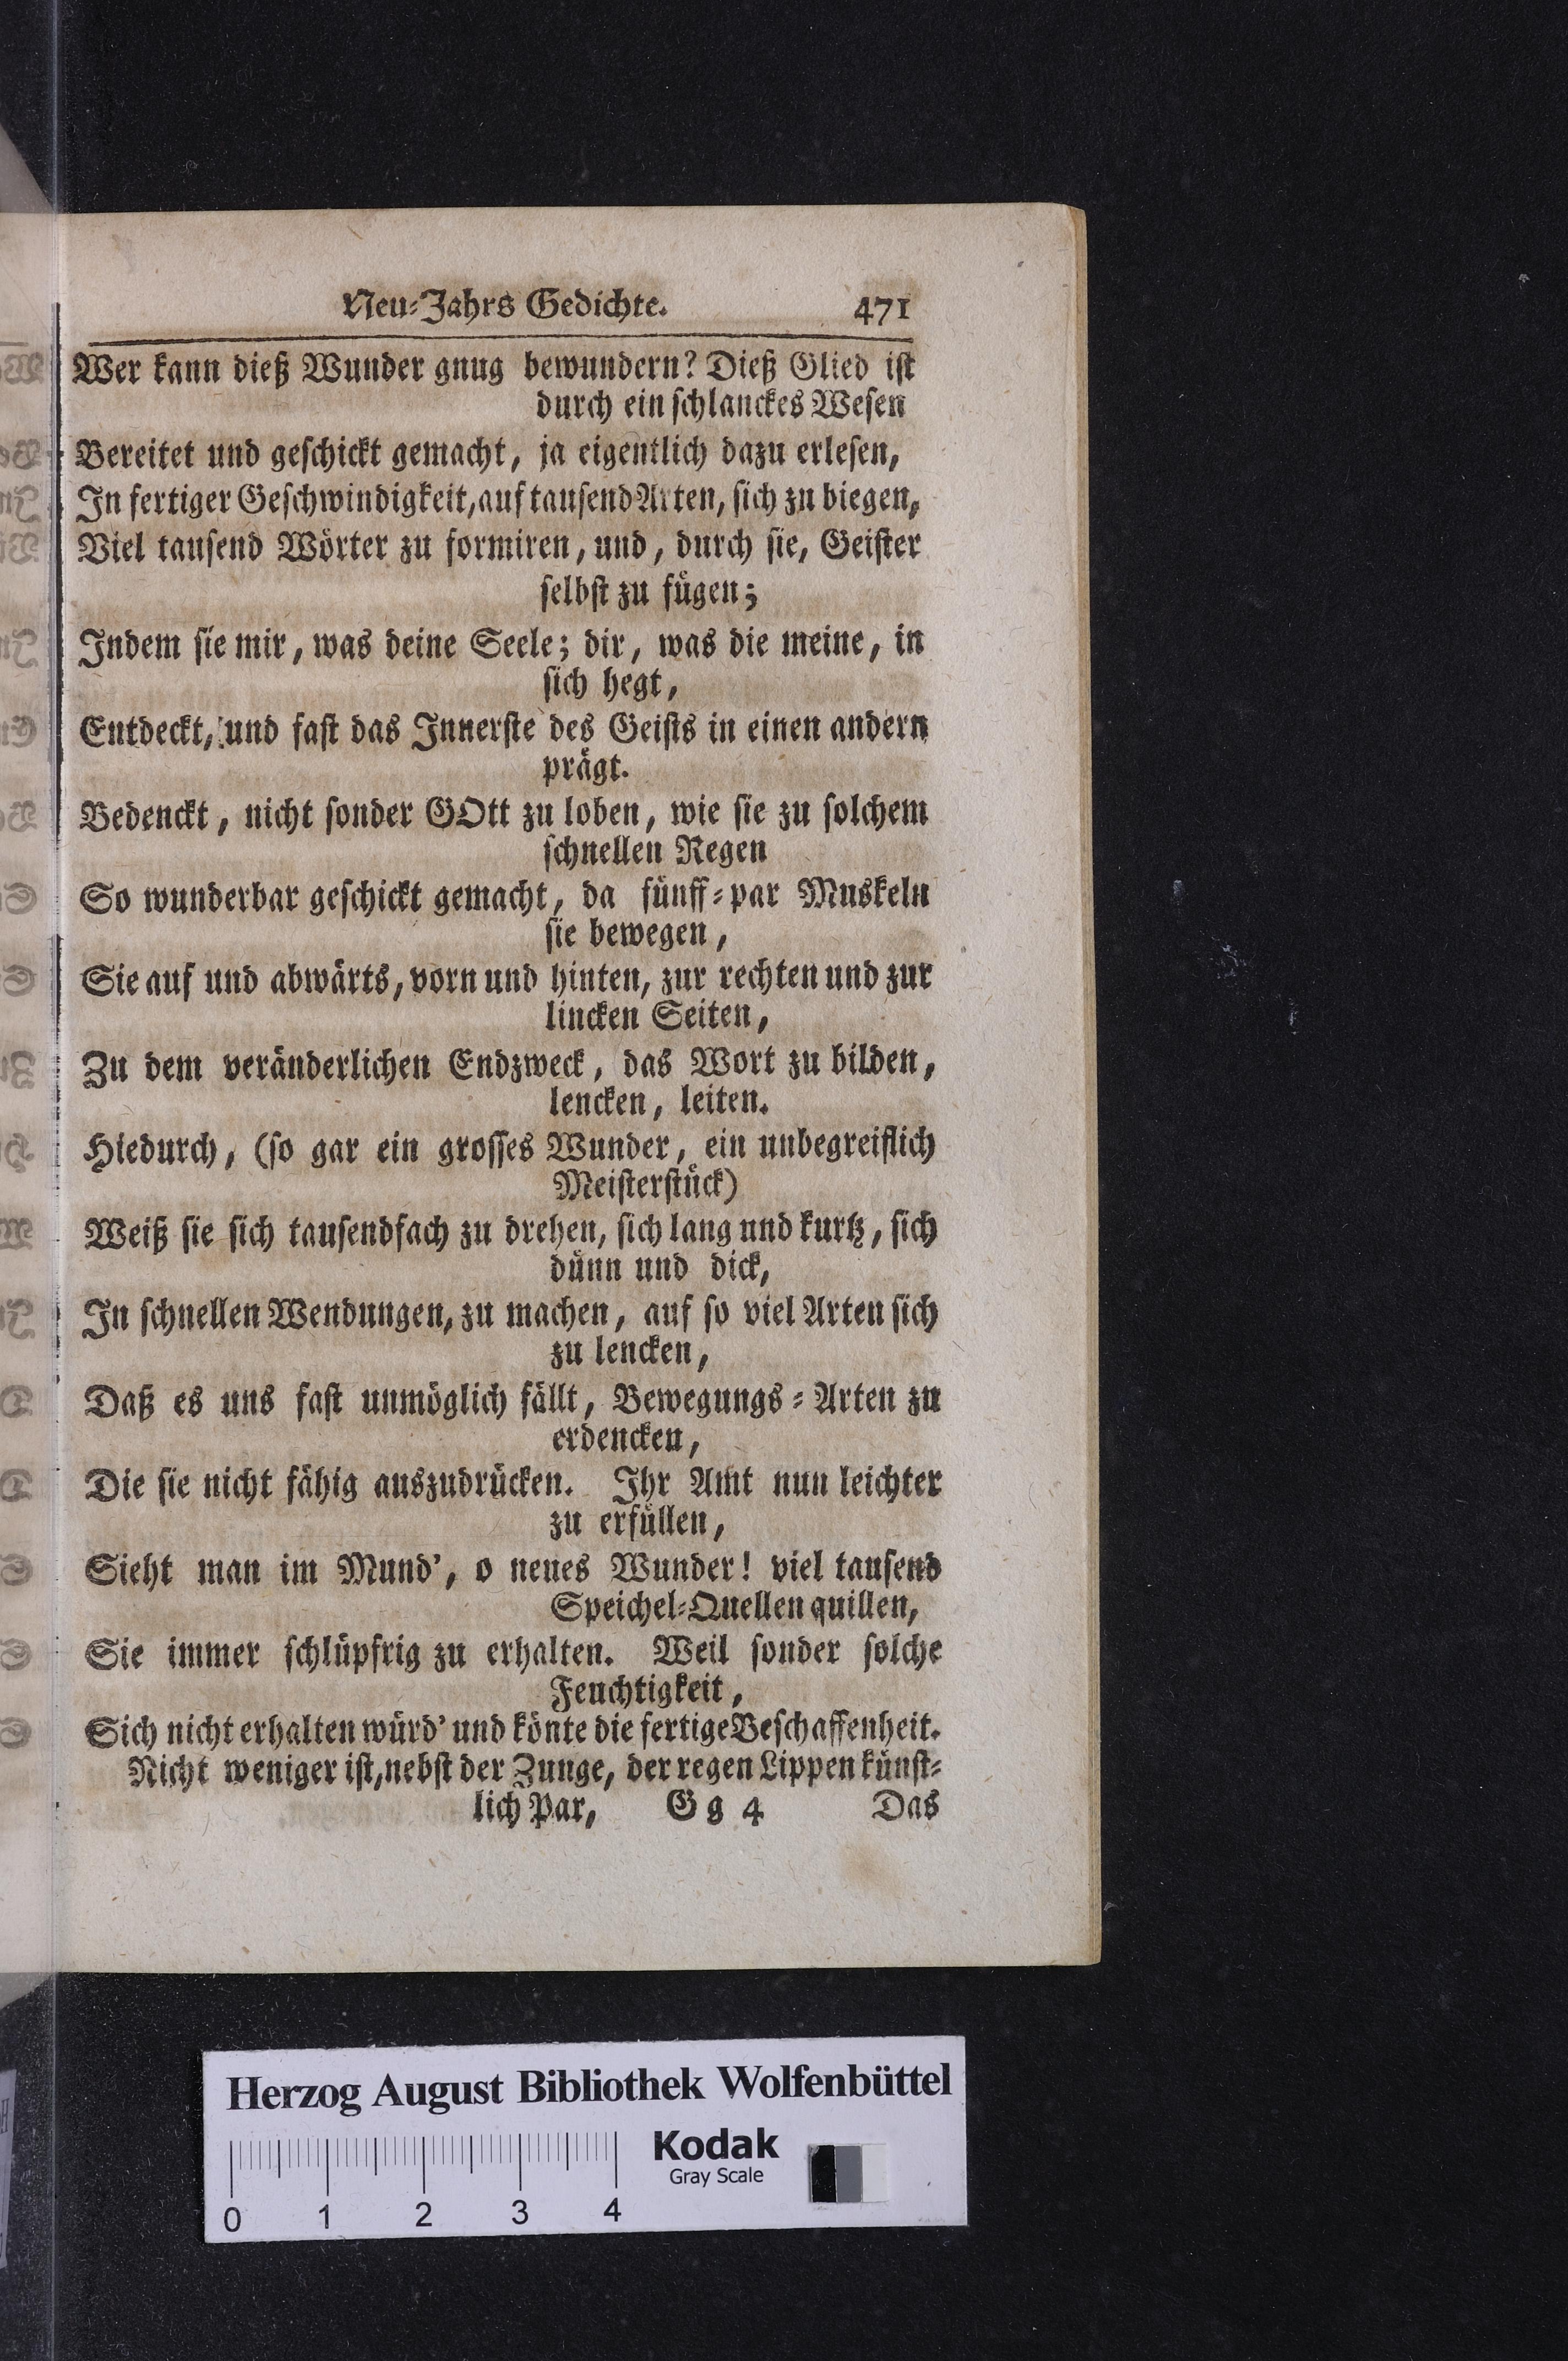 Neu-Jahrs Gedichte. 471
Wer kann dieß Wunder gnug bewundern? Dieß Glied ist
durch ein schlanckes Wesen
Bereitet und geschickt gemacht, ja eigentlich dazu erlesen,
In fertiger Geschwindigkeit, auf tausend Arten, sich zu biegen,
Viel tausend Wörter zu formiren, und, durch sie, Geister
selbst zu fügen;
Indem sie mir, was deine Seele; dir, was die meine, in
sich hegt,
Entdeckt, und fast das Innerste des Geists in einen andern
prägt.
Bedenckt, nicht sonder GOtt zu loben, wie sie zu solchem
schnellen Regen
So wunderbar geschickt gemacht, da fünff-par Muskeln
sie bewegen,
Sie auf und abwärts, vorn und hinten, zur rechten und zur
lincken Seiten,
Zu dem veränderlichen Endzweck, das Wort zu bilden,
lencken, leiten.
Hiedurch, (so gar ein grosses Wunder, ein unbegreiflich
Meisterstück)
Weiß sie sich tausendfach zu drehen, sich lang und kurtz, sich
dünn und dick,
In schnellen Wendungen, zu machen, auf so viel Arten sich
zu lencken,
Daß es uns fast unmöglich fällt, Bewegungs-Arten zu
erdencken,
Die sie nicht fähig auszudrücken. Ihr Amt nun leichter
zu erfüllen,
Sieht man im Mund', o neues Wunder! viel tausend
Speichel-Quellen quillen,
Sie immer schlüpfrig zu erhalten. Weil sonder solche
Feuchtigkeit,
Sich nicht erhalten würd' und könte die fertige Beschaffenheit.
Nicht weniger ist, nebst der Zunge, der regen Lippen künst-
lich Par, Gg 4 Das
Herzog August Bibliothek Wolfenbüttel
Kodak
Gray Scale
0 1 2 3 4